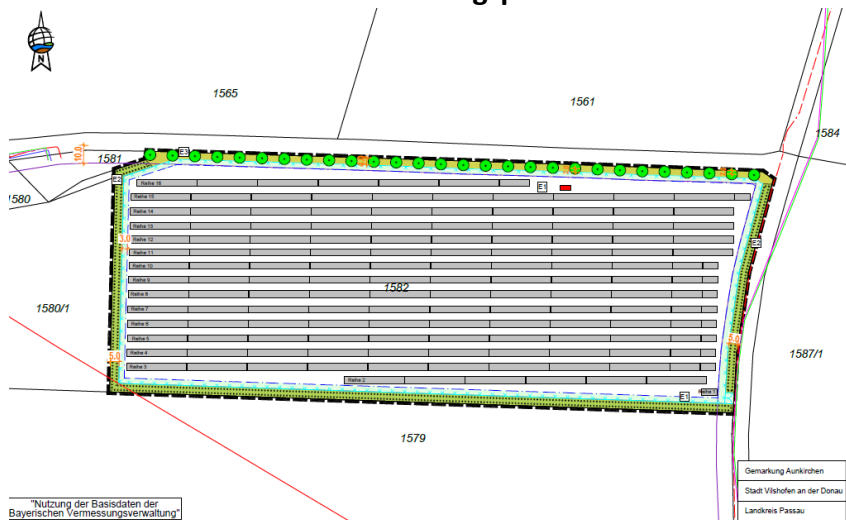 N
1565
1561
1584
10.0
1581
E3
E2
1580
Reihe 16
E1
Reihe 15
Reihe 14
Reihe 13
3.0
Reihe 12
E2
Reihe 11
Reihe 10
Reihe 9
1582
Reihe 8
1580/1
Reihe 7
Reihe 6
Reihe 5
5.0
Reihe 4
5.0
1587/1
Reihe 3
Reihe 2
E1
Reihe 1
1579
Gemarkung Aunkirchen
Stadt Vilshofen an der Donau
Landkreis Passau
"Nutzung der Basisdaten der
Bayerischen Vermessungsverwaltung"